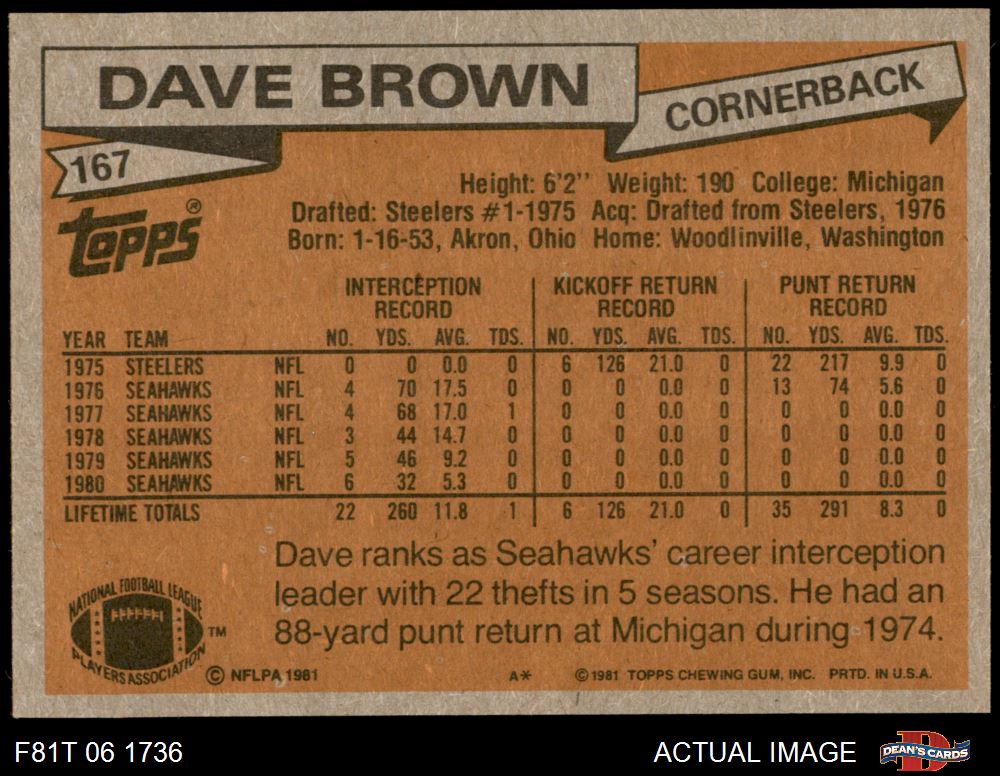 DAVE BROWN
CORNERBACK
167
TOPPS®
Height: 6'2'' Weight: 190 College: Michigan
Drafted: Steelers #1-1975 Acq: Drafted from Steelers, 1976
Born: 1-16-53, Akron, Ohio Home: Woodlinville, Washington
INTERCEPTION KICKOFF RETURN PUNT RETURN
RECORD RECORD RECORD
YEAR TEAM NO. YDS. AVG. TDS. NO. YDS. AVG. TDS. NO. YDS. AVG. TDS.
1975 STEELERS NFL 0 0 0.0 0 6 126 21.0 0 22 217 9.9 0
1976 SEAHAWKS NFL 4 70 17.5 0 0 0.0 0 13 74 5.6 0
1977 SEAHAWKS NFL 4 68 17.0 1 0 0 0.0 0 0 0 0.0 0
1978 SEAHAWKS NFL 3 44 14.7 0 0 0 0.0 0 0 0 0.0 0
1979 SEAHAWKS NFL 5 46 9.2 0 0 0 0.0 0 0 0 0.0 0
1980 SEAHAWKS NFL 6 32 5.3 0 0 0 0.0 0 0 0 0.0 0
LIFETIME TOTALS 22 260 11.8 1 6 126 21.0 0 35 291 8.3 0
Dave ranks as Seahawks' career interception
leader with 22 thefts in 5 seasons. He had an
88-yard punt return at Michigan during 1974.
NATIONAL FOOTBALL LEAGUE
PLAYERS ASSOCIATION
TM
© NFLPA 1981
A*
© 1981 TOPPS CHEWING GUM, INC. PRTD. IN U.S.A.
F81T 06 1736
ACTUAL IMAGE
D
DEAN'S CARDS